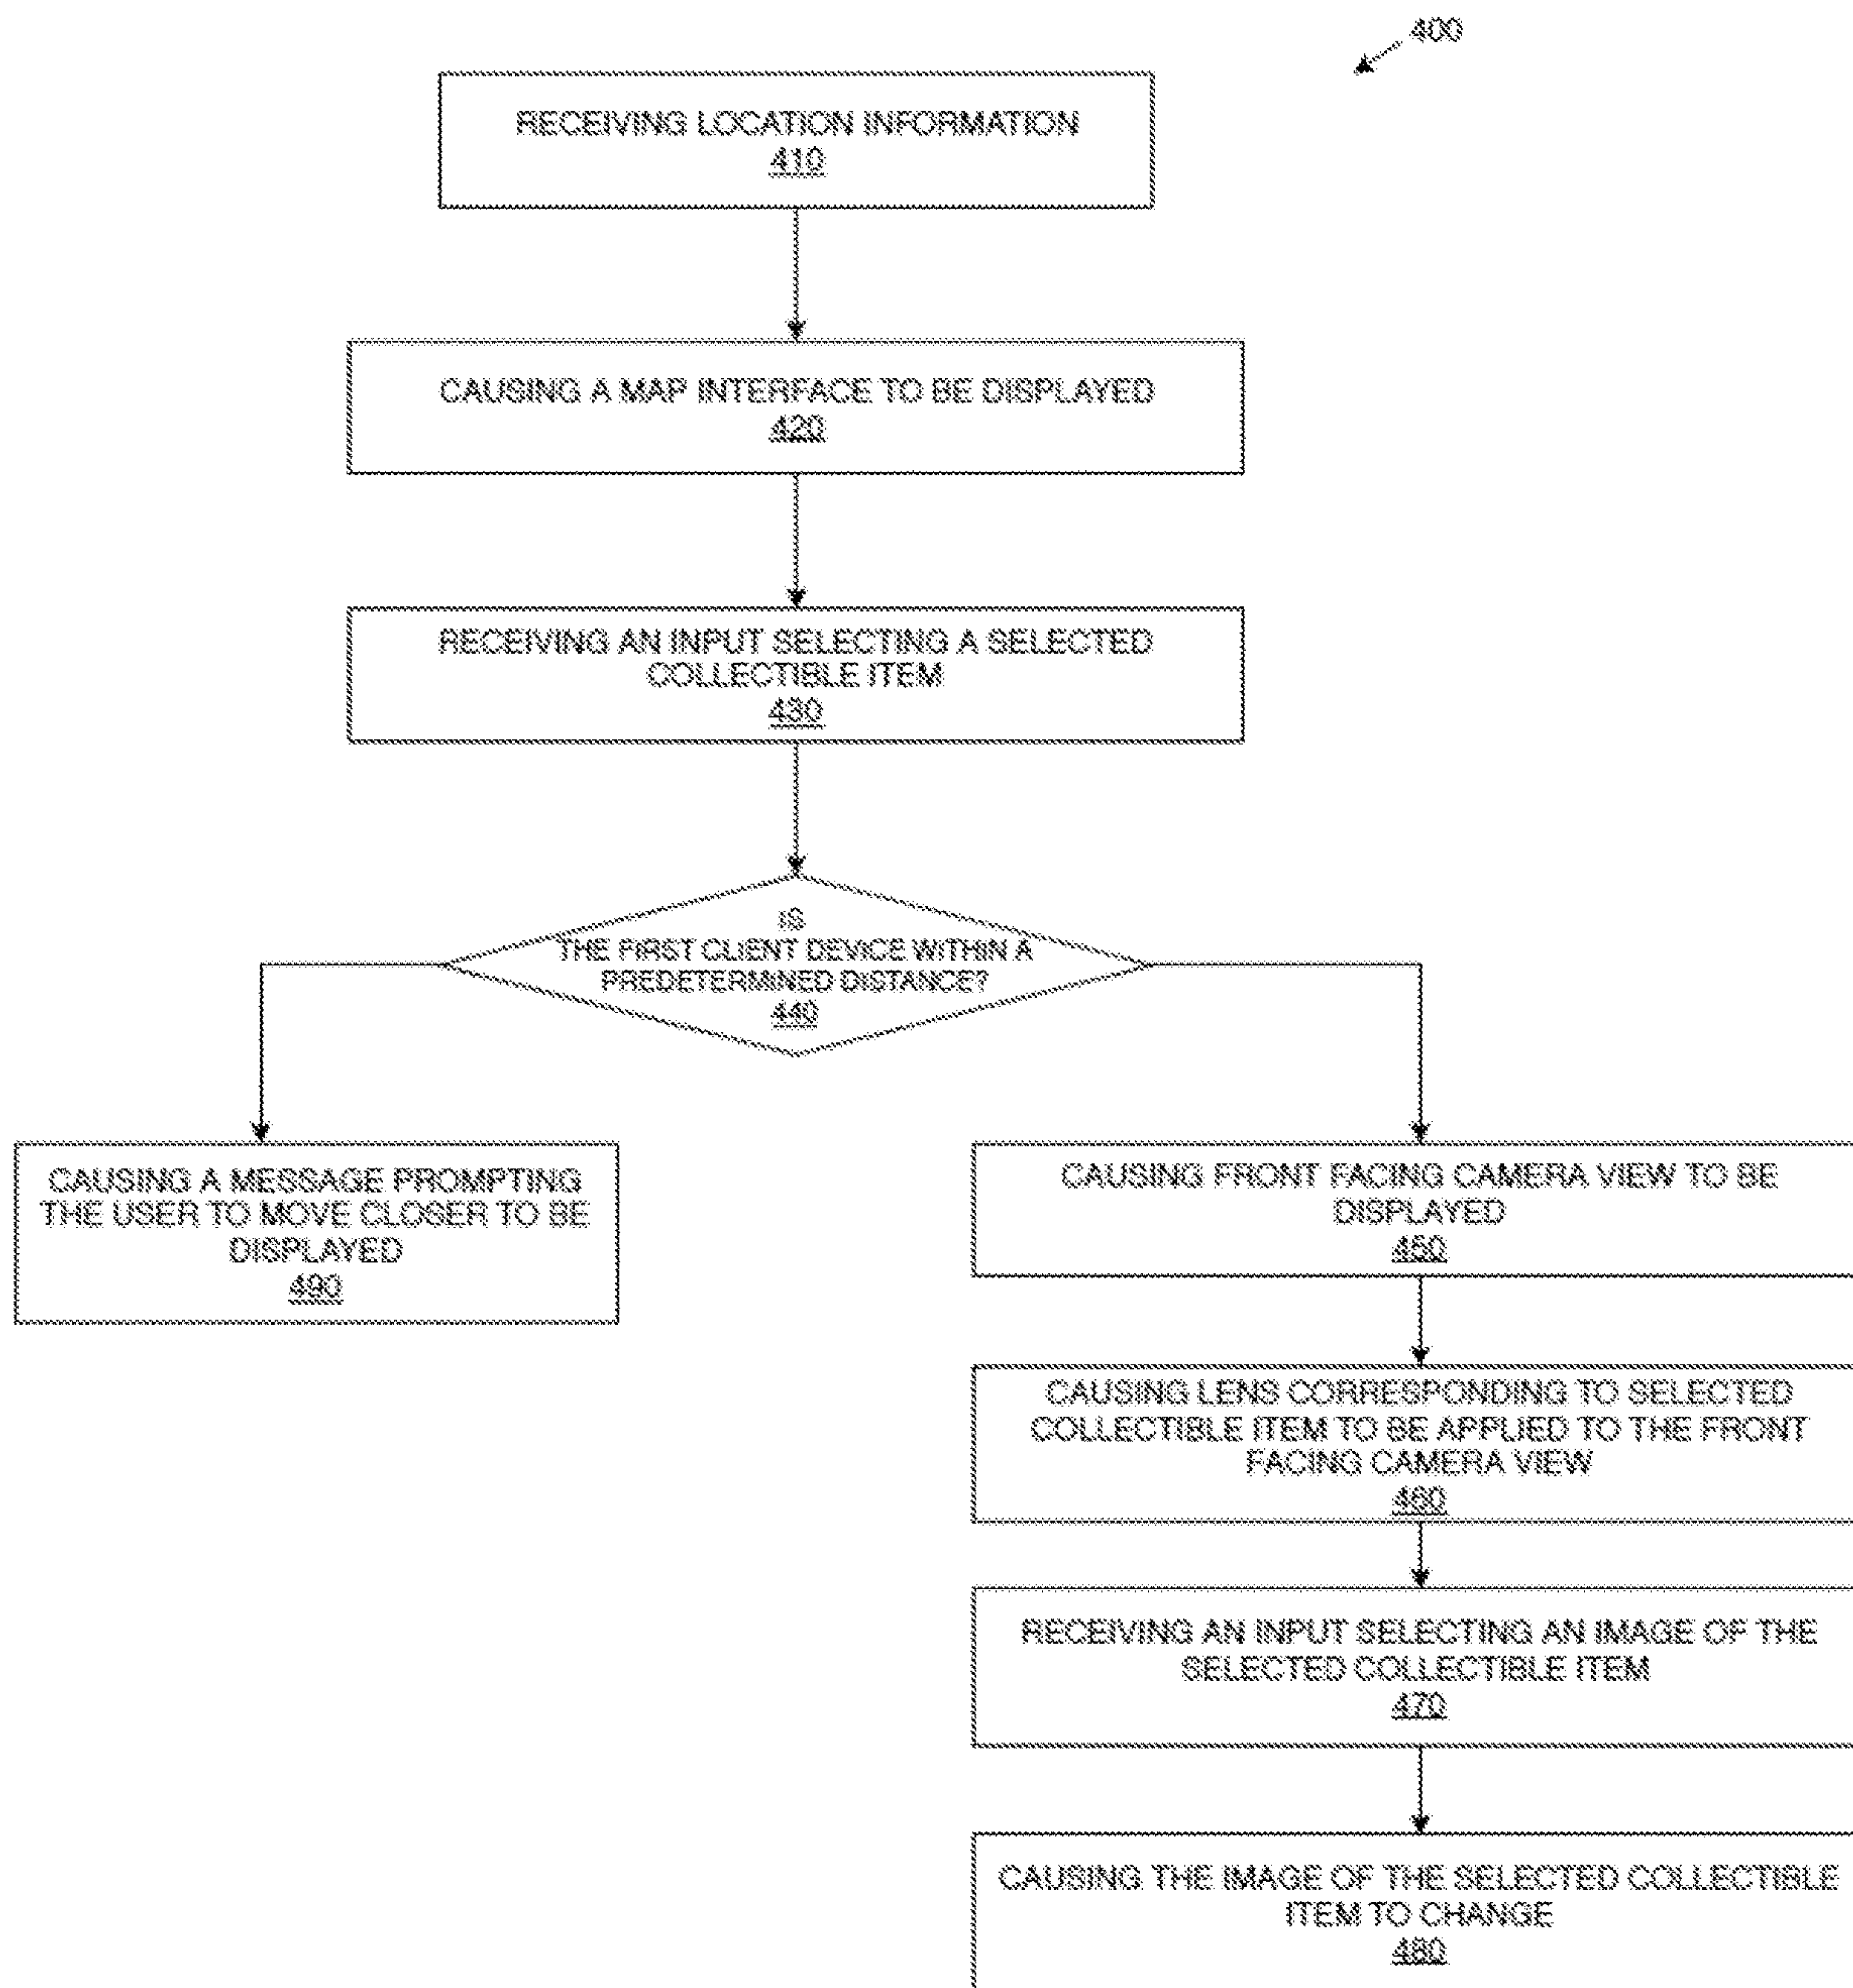 400
RECEIVING LOCATION INFORMATION
410
CAUSING A MAP INTERFACE TO BE DISPLAYED
420
RECEIVING AN INPUT SELECTING A SELECTED
COLLECTIBLE ITEM
430
IS
THE FIRST CLIENT DEVICE WITHIN A
PREDETERMINED DISTANCE?
440
CAUSING A MESSAGE PROMPTING
THE USER TO MOVE CLOSER TO BE
DISPLAYED
490
CAUSING FRONT FACING CAMERA VIEW TO BE
DISPLAYED
450
CAUSING LENS CORRESPONDING TO SELECTED
COLLECTIBLE ITEM TO BE APPLIED TO THE FRONT
FACING CAMERA VIEW
460
RECEIVING AN INPUT SELECTING AN IMAGE OF THE
SELECTED COLLECTIBLE ITEM
470
CAUSING THE IMAGE OF THE SELECTED COLLECTIBLE
ITEM TO CHANGE
480